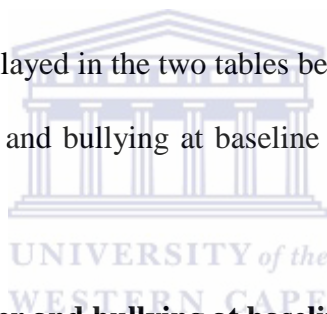 layed in the two tables be
and bullying at baseline
UNIVERSITY of the
er and bullying at baselin
WESTERN CAPE